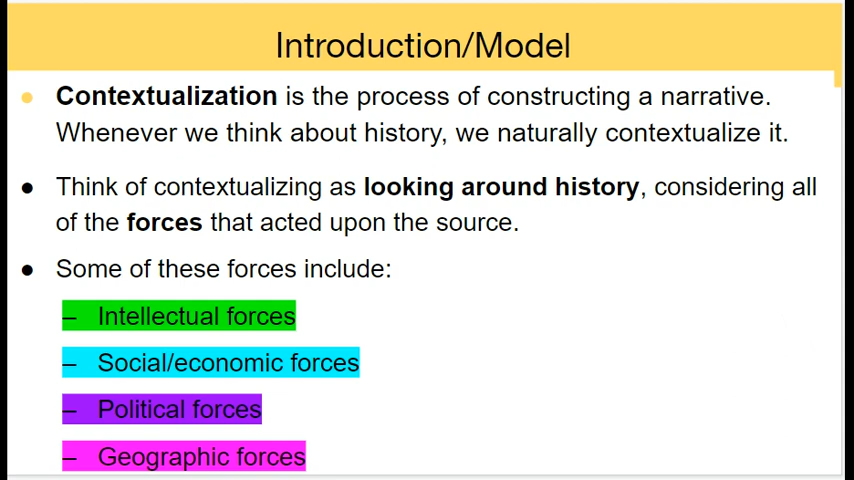 Introduction/Model
• Contextualization is the process of constructing a narrative.
Whenever we think about history, we naturally contextualize it.
• Think of contextualizing as looking around history, considering all
of the forces that acted upon the source.
• Some of these forces include:
– Intellectual forces
– Social/economic forces
– Political forces
– Geographic forces